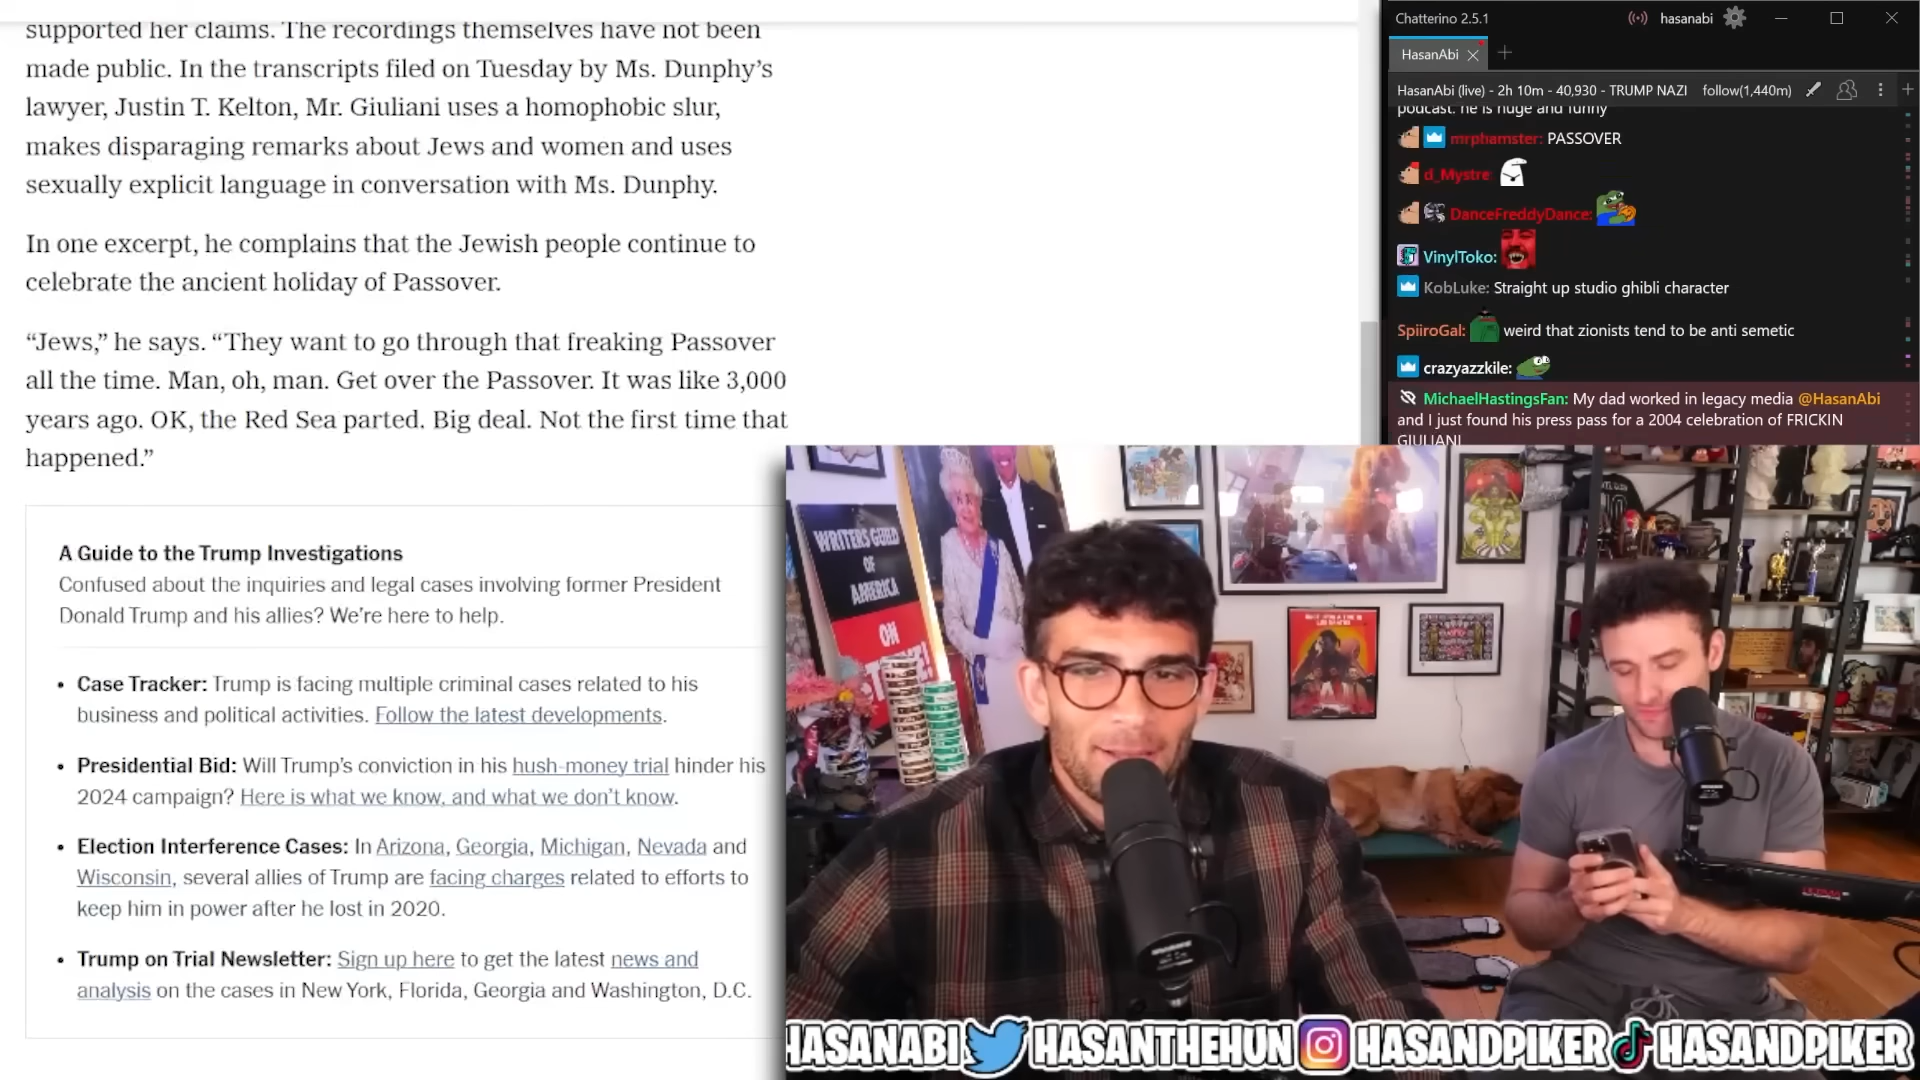 supported her claims. The recordings themselves have not been
made public. In the transcripts filed on Tuesday by Ms. Dunphy’s
lawyer, Justin T. Kelton, Mr. Giuliani uses a homophobic slur,
makes disparaging remarks about Jews and women and uses
sexually explicit language in conversation with Ms. Dunphy.
In one excerpt, he complains that the Jewish people continue to
celebrate the ancient holiday of Passover.
“Jews,” he says. “They want to go through that freaking Passover
all the time. Man, oh, man. Get over the Passover. It was like 3,000
years ago. OK, the Red Sea parted. Big deal. Not the first time that
happened.”
A Guide to the Trump Investigations
Confused about the inquiries and legal cases involving former President
Donald Trump and his allies? We’re here to help.
• Case Tracker: Trump is facing multiple criminal cases related to his
business and political activities. Follow the latest developments.
• Presidential Bid: Will Trump’s conviction in his hush-money trial hinder his
2024 campaign? Here is what we know, and what we don’t know.
• Election Interference Cases: In Arizona, Georgia, Michigan, Nevada and
Wisconsin, several allies of Trump are facing charges related to efforts to
keep him in power after he lost in 2020.
• Trump on Trial Newsletter: Sign up here to get the latest news and
analysis on the cases in New York, Florida, Georgia and Washington, D.C.
Chatterino 2.5.1
hasanabi
HasanAbi
HasanAbi (live) - 2h 10m - 40,930 - TRUMP NAZI follow(1,440m)
podcast. he is huge and funny
mrphamster: PASSOVER
d_Mystre:
DanceFreddyDance:
VinylToko:
KobLuke: Straight up studio ghibli character
SpiiroGal: weird that zionists tend to be anti semetic
crazyazzkile:
MichaelHastingsFan: My dad worked in legacy media @HasanAbi
and I just found his press pass for a 2004 celebration of FRICKIN
GIULIANI
WRITERS GUILD
OF
AMERICA
ON
HASANABI HASANTHEHUN HASANDPIKER HASANDPIKER